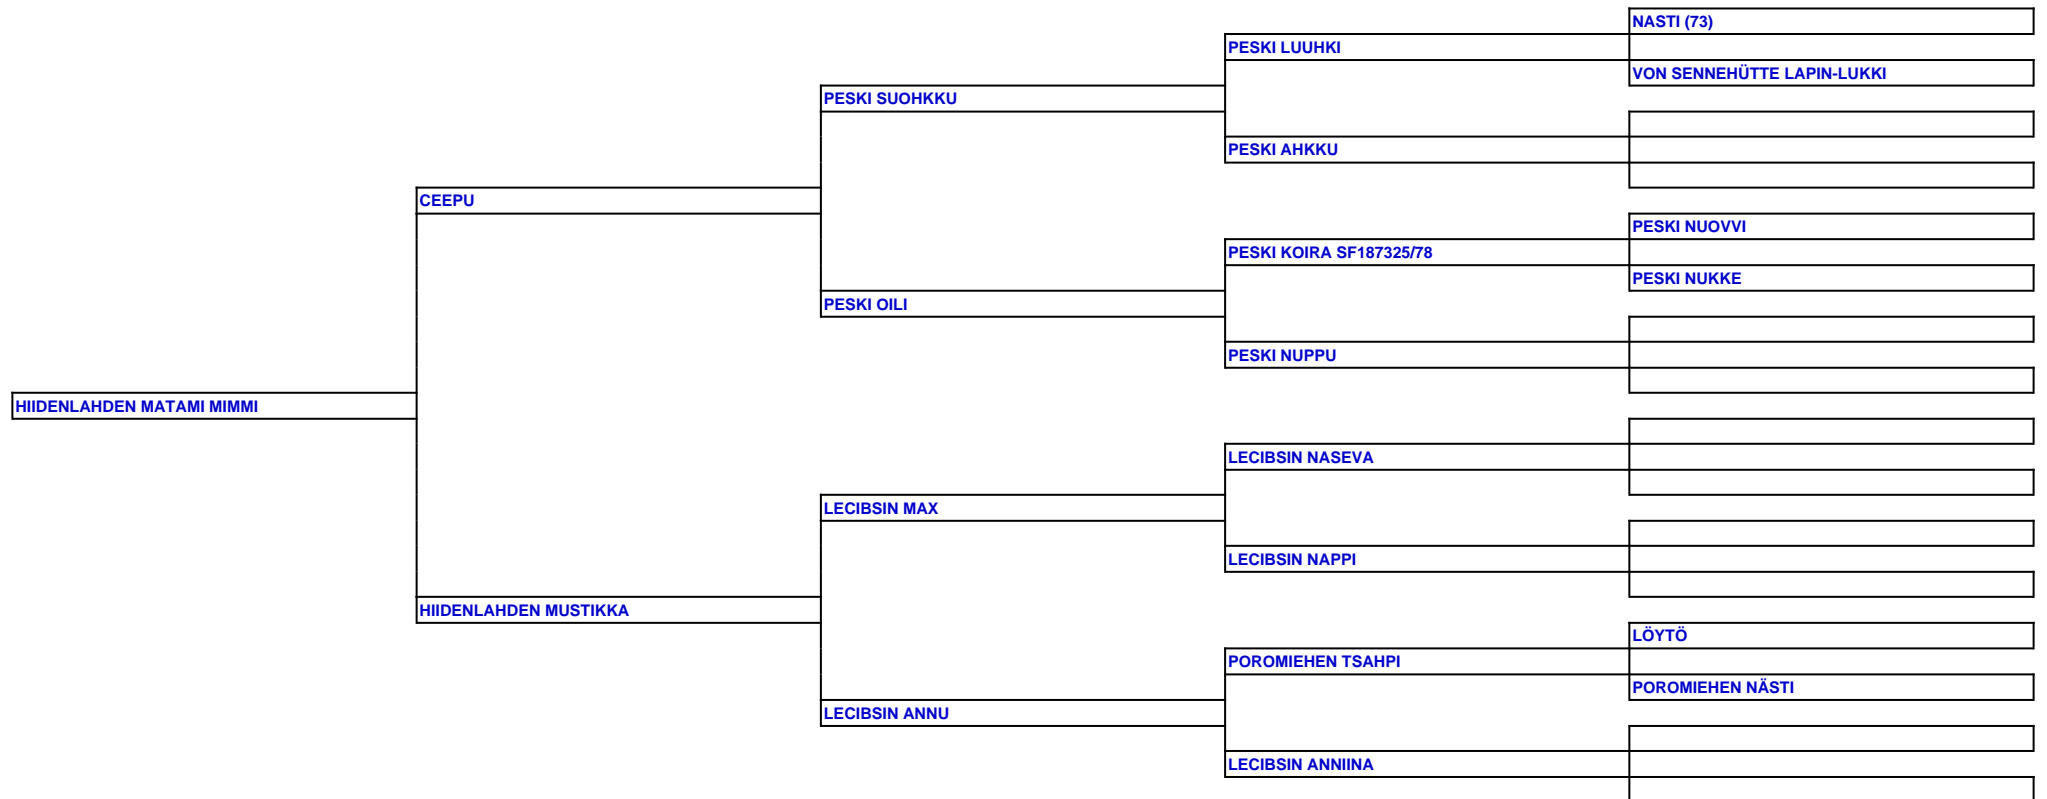 NASTI (73)
PESKI LUUHKI
VON SENNEHÜTTE LAPIN-LUKKI
PESKI SUOHKKU
PESKI AHKKU
CEEPU
PESKI NUOVVI
PESKI KOIRA SF187325/78
PESKI NUKKE
PESKI OILI
PESKI NUPPU
HIIDENLAHDEN MATAMI MIMMI
LECIBSIN NASEVA
LECIBSIN MAX
LECIBSIN NAPPI
HIIDENLAHDEN MUSTIKKA
LÖYTÖ
POROMIEHEN TSAHPI
POROMIEHEN NÄSTI
LECIBSIN ANNU
LECIBSIN ANNIINA